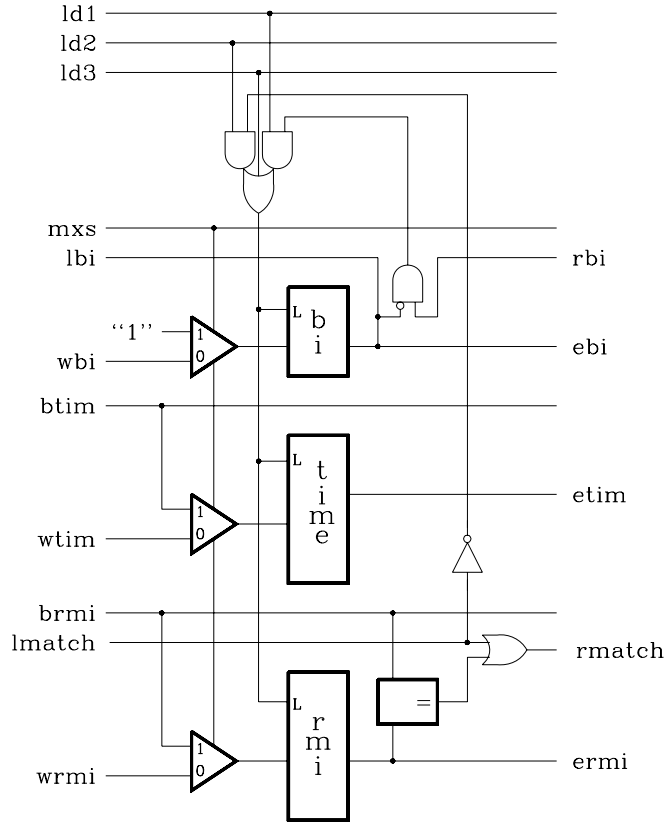 ld1
ld2
ld3
mxs
lbi
rbi
L
b
i
“1”
1
0
wbi
ebi
btim
L
t
i
m
e
etim
1
0
wtim
brmi
lmatch
rmatch
L
r
m
i
=
1
0
ermi
wrmi